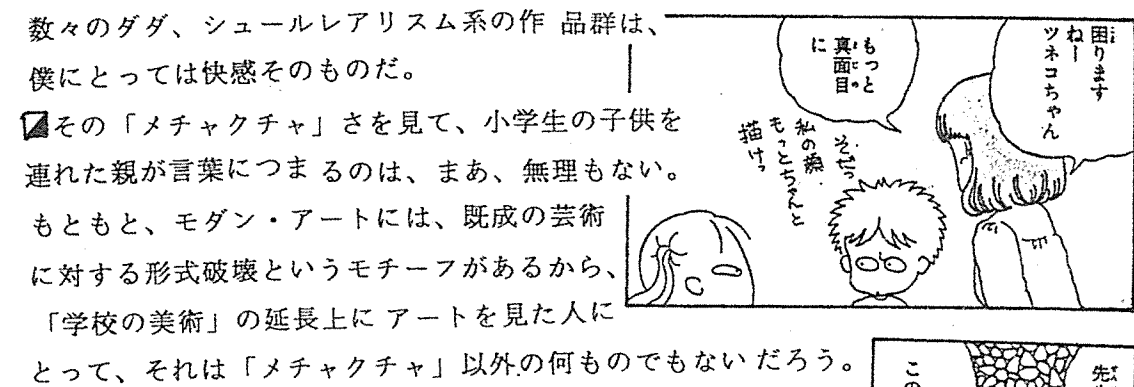 数々のダダ、シュールレアリスム系の作 品群は、
僕にとっては快感そのものだ。
その「メチャクチャ」さを見て、小学生の子供を
連れた親が言葉につま るのは、まあ、無理もない。
もともと、モダン・アートには、既成の芸術
に対する形式破壊というモチーフがあるから、
「学校の美術」の延長上に アートを見た人に
とって、それは「メチャクチャ」以外の何ものでもない だろう。
困ります
ねー
ツネコちゃん
もっと
真面目
に
そだっ
私の顔
もっとちゃんと
描けっ
先
この